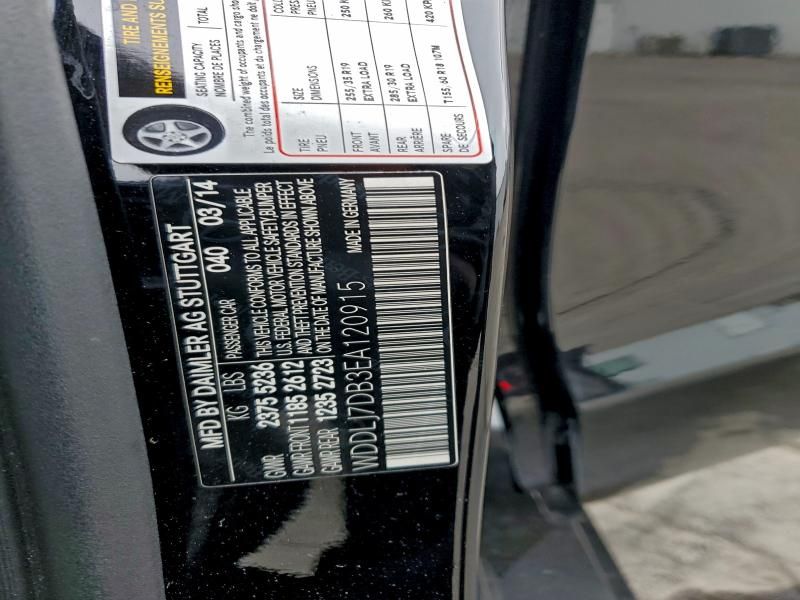 TIRE AND
RENSEIGNEMENTS SU
SEATING CAPACITY
NOMBRE DE PLACES
TOTAL
The combined weight of occupants and cargo sho
Le poids total des occupants et du chargement ne doit
TIRE
PNEU
SIZE
DIMENSIONS
COL
PRES
PNEU
FRONT
AVANT
255/35 R19
EXTRA LOAD
250 K
REAR
ARRIÈRE
285/30 R19
EXTRA LOAD
260 K
SPARE
DE SECOURS
T155 60 R18 107M
420 KP
MFD BY DAIMLER AG STUTTGART
KG LBS PASSENGER CAR 040 03/14
GVWR 2375 5236 THIS VEHICLE CONFORMS TO ALL APPLICABLE
U.S. FEDERAL MOTOR VEHICLE SAFETY,BUMPER
GAWR FRONT 1185 2612 AND THEFT PREVENTION STANDARDS IN EFFECT
GAWR REAR 1235 2723 ON THE DATE OF MANUFACTURE SHOWN ABOVE
WDDLJ7DB3EA120915 MADE IN GERMANY